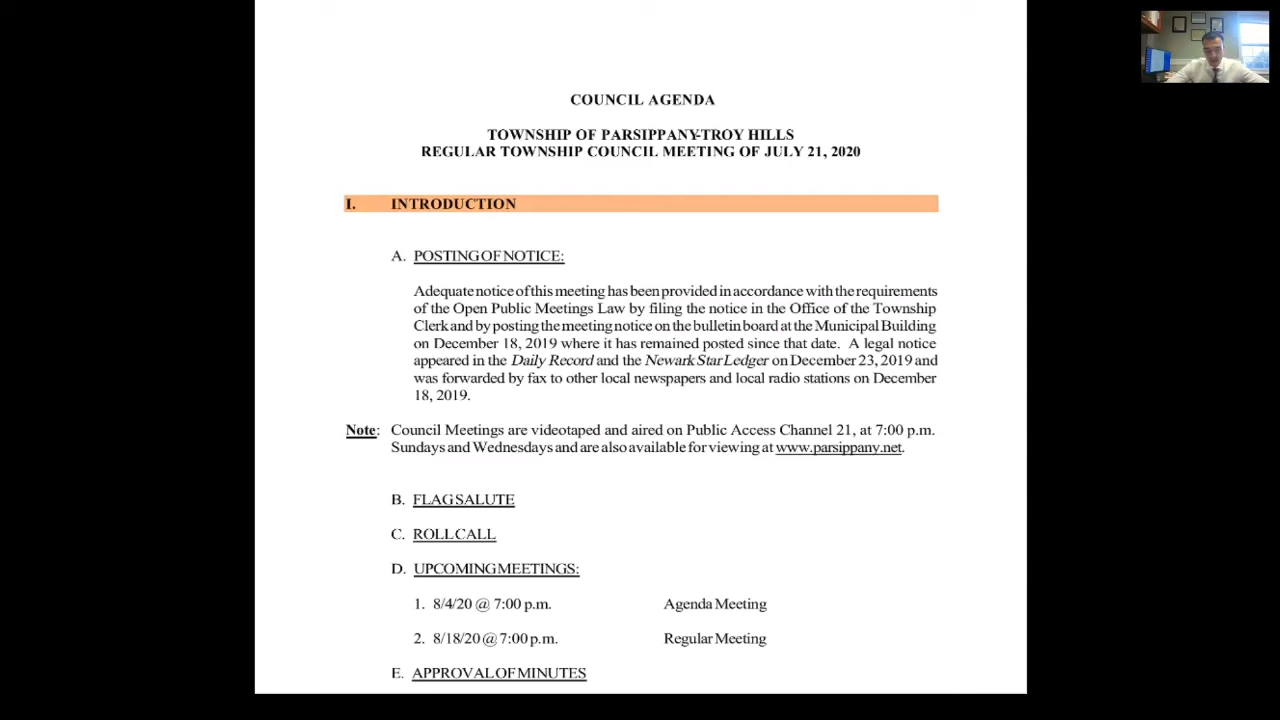 COUNCIL AGENDA
TOWNSHIP OF PARSIPPANY-TROY HILLS
REGULAR TOWNSHIP COUNCIL MEETING OF JULY 21, 2020
I. INTRODUCTION
A. POSTING OF NOTICE:
Adequate notice of this meeting has been provided in accordance with the requirements
of the Open Public Meetings Law by filing the notice in the Office of the Township
Clerk and by posting the meeting notice on the bulletin board at the Municipal Building
on December 18, 2019 where it has remained posted since that date. A legal notice
appeared in the Daily Record and the Newark Star Ledger on December 23, 2019 and
was forwarded by fax to other local newspapers and local radio stations on December
18, 2019.
Note: Council Meetings are videotaped and aired on Public Access Channel 21, at 7:00 p.m.
Sundays and Wednesdays and are also available for viewing at www.parsippany.net.
B. FLAG SALUTE
C. ROLL CALL
D. UPCOMING MEETINGS:
1. 8/4/20 @ 7:00 p.m. Agenda Meeting
2. 8/18/20 @ 7:00 p.m. Regular Meeting
E. APPROVAL OF MINUTES